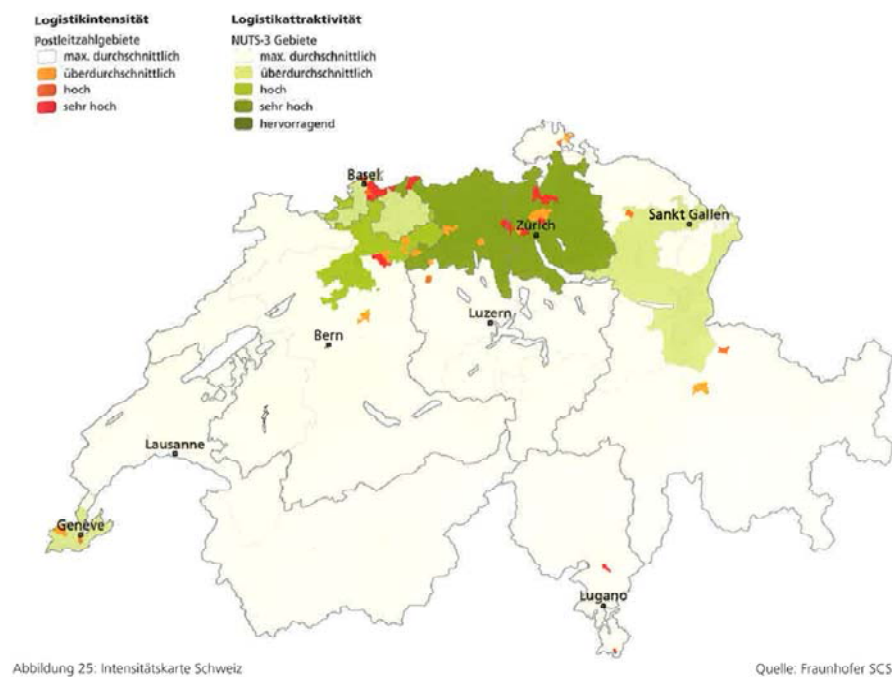 Logistikintensität
Postleitzahlgebiete
max. durchschnittlich
überdurchschnittlich
hoch
sehr hoch
Logistikattraktivität
NUTS-3 Gebiete
max. durchschnittlich
überdurchschnittlich
hoch
sehr hoch
hervorragend
Basel
Zürich
Sankt Gallen
Luzern
Bern
Lausanne
Genève
Lugano
Abbildung 25: Intensitätskarte Schweiz
Quelle: Fraunhofer SCS